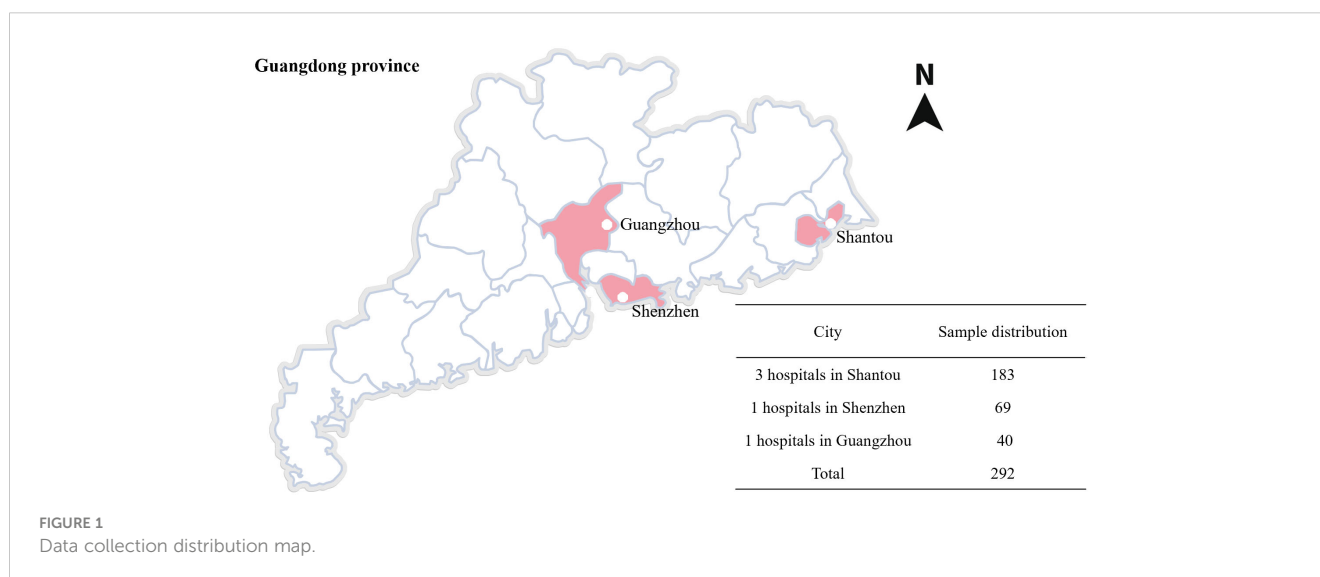 Guangdong province
N
Guangzhou
Shantou
Shenzhen
City Sample distribution
3 hospitals in Shantou 183
1 hospitals in Shenzhen 69
1 hospitals in Guangzhou 40
Total 292
FIGURE 1
Data collection distribution map.